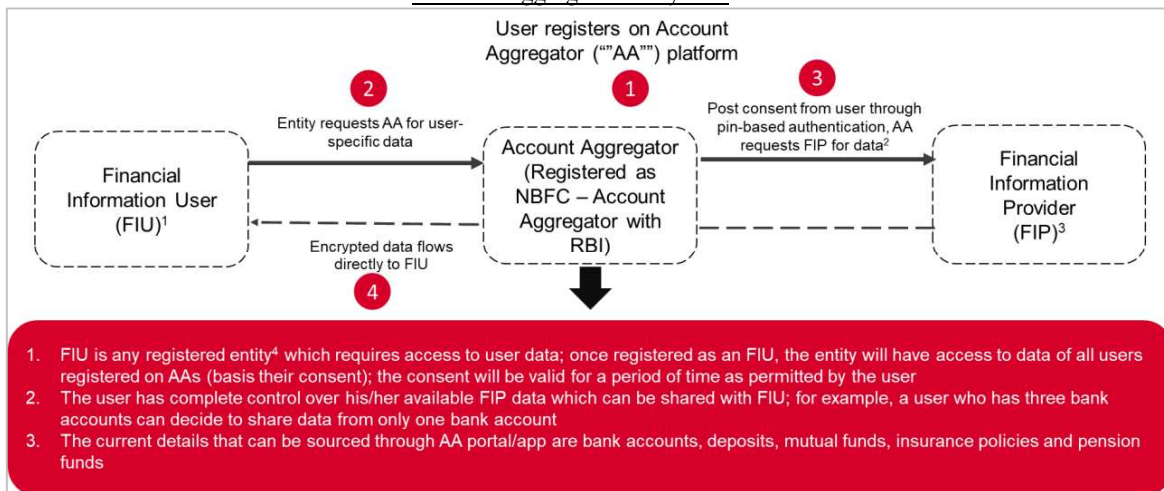 User registers on Account
Aggregator (“”AA””) platform
1
2
Entity requests AA for user-
specific data
3
Post consent from user through
pin-based authentication, AA
requests FIP for data2
Financial
Information User
(FIU)1
Account Aggregator
(Registered as
NBFC – Account
Aggregator with
RBI)
Financial
Information
Provider
(FIP)3
Encrypted data flows
directly to FIU
4
1. FIU is any registered entity4 which requires access to user data; once registered as an FIU, the entity will have access to data of all users
registered on AAs (basis their consent); the consent will be valid for a period of time as permitted by the user
2. The user has complete control over his/her available FIP data which can be shared with FIU; for example, a user who has three bank
accounts can decide to share data from only one bank account
3. The current details that can be sourced through AA portal/app are bank accounts, deposits, mutual funds, insurance policies and pension
funds